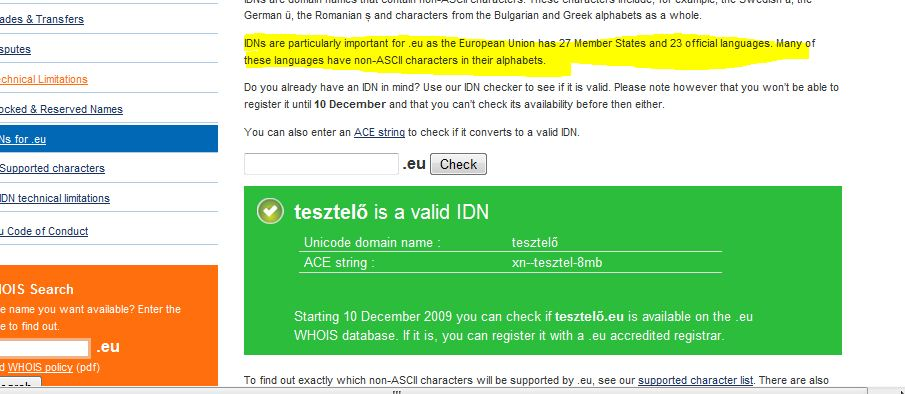 IDNs are domain names that contain non-ASCII characters. These characters include, for example, the Swedish ä, the
German ü, the Romanian ș and characters from the Bulgarian and Greek alphabets as a whole.
IDNs are particularly important for .eu as the European Union has 27 Member States and 23 official languages. Many of
these languages have non-ASCII characters in their alphabets.
Do you already have an IDN in mind? Use our IDN checker to see if it is valid. Please note however that you won't be able to
register it until 10 December and that you can't check its availability before then either.
You can also enter an ACE string to check if it converts to a valid IDN.
.eu Check
tesztelő is a valid IDN
Unicode domain name : tesztelő
ACE string : xn--tesztel-8mb
Starting 10 December 2009 you can check if tesztelő.eu is available on the .eu
WHOIS database. If it is, you can register it with a .eu accredited registrar.
To find out exactly which non-ASCII characters will be supported by .eu, see our supported character list. There are also
ades & Transfers
sputes
echnical Limitations
ocked & Reserved Names
Ns for .eu
Supported characters
IDN technical limitations
u Code of Conduct
HOIS Search
e name you want available? Enter the
e to find out.
.eu
d WHOIS policy (pdf)
earch